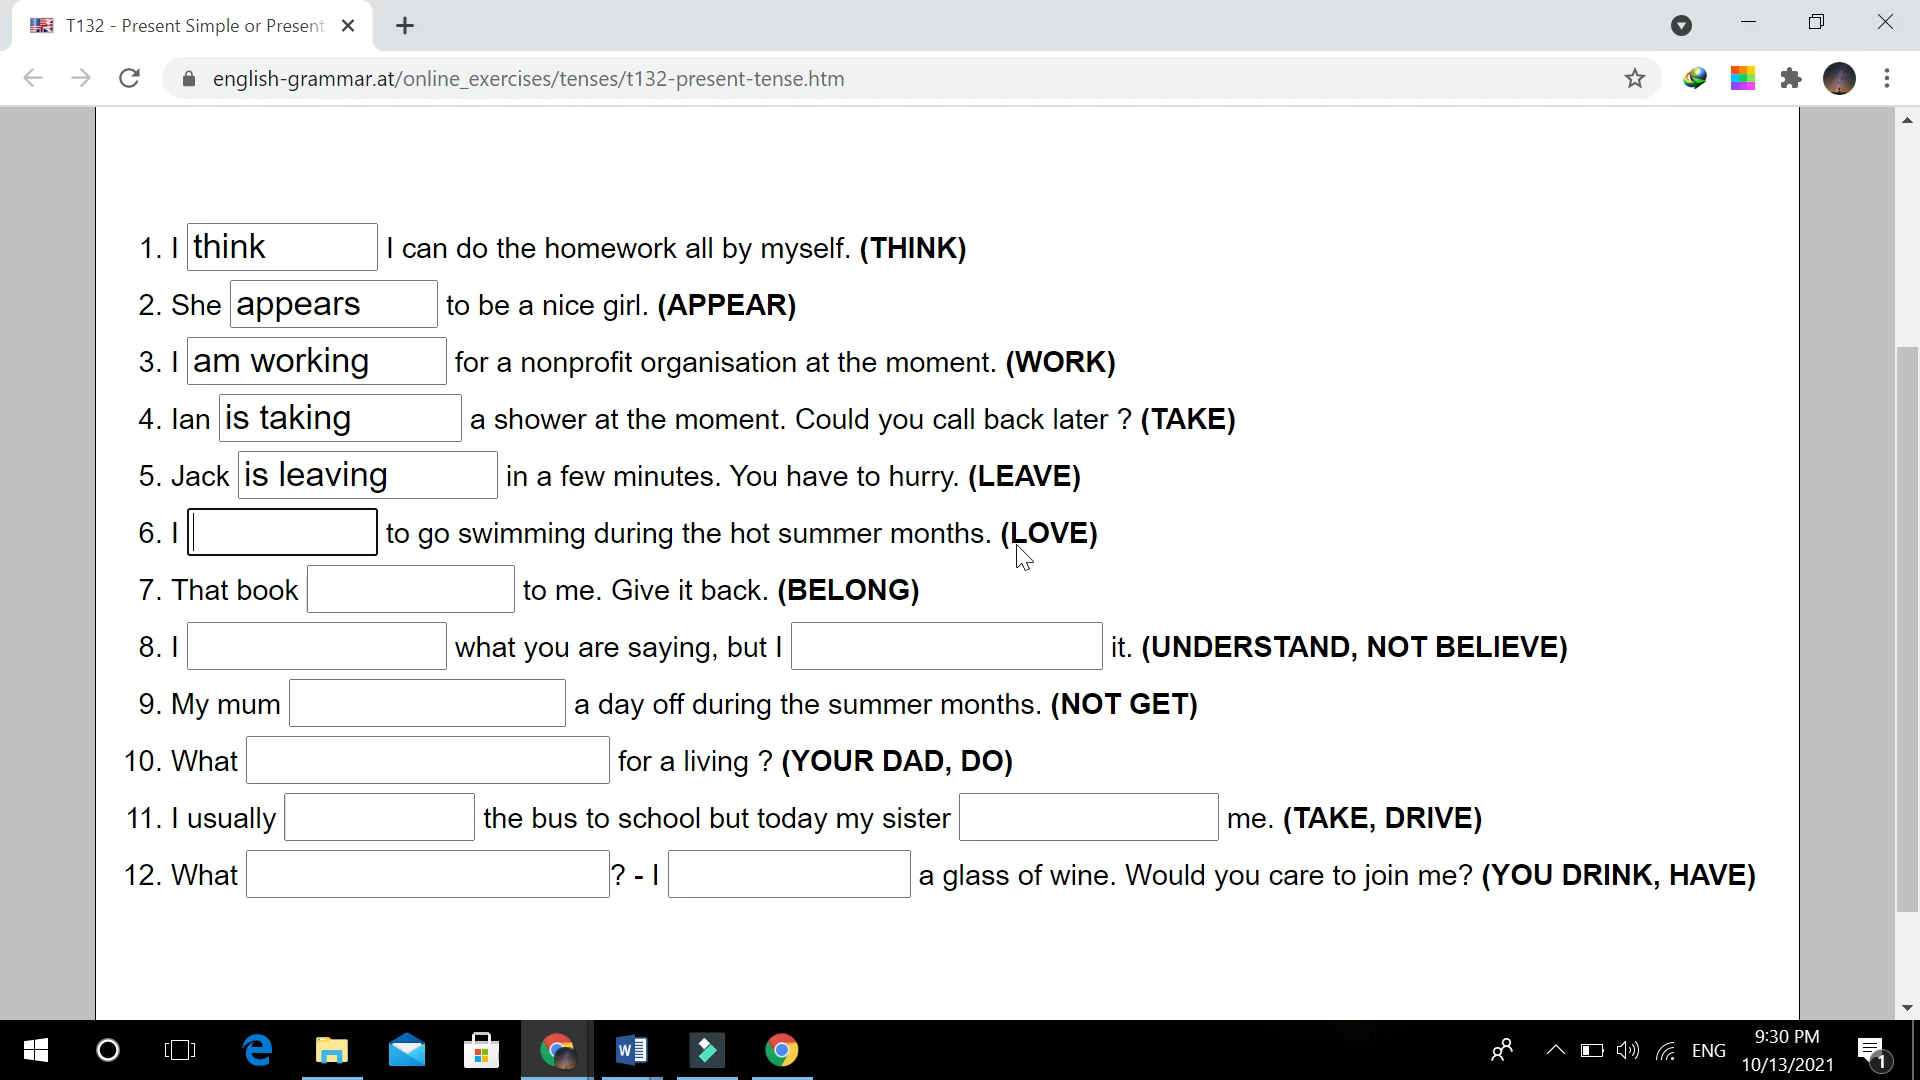 T132 - Present Simple or Present
english-grammar.at/online_exercises/tenses/t132-present-tense.htm
1. I think I can do the homework all by myself. (THINK)
2. She appears to be a nice girl. (APPEAR)
3. I am working for a nonprofit organisation at the moment. (WORK)
4. Ian is taking a shower at the moment. Could you call back later ? (TAKE)
5. Jack is leaving in a few minutes. You have to hurry. (LEAVE)
6. I to go swimming during the hot summer months. (LOVE)
7. That book to me. Give it back. (BELONG)
8. I what you are saying, but I it. (UNDERSTAND, NOT BELIEVE)
9. My mum a day off during the summer months. (NOT GET)
10. What for a living ? (YOUR DAD, DO)
11. I usually the bus to school but today my sister me. (TAKE, DRIVE)
12. What ? - I a glass of wine. Would you care to join me? (YOU DRINK, HAVE)
ENG
9:30 PM
10/13/2021
1